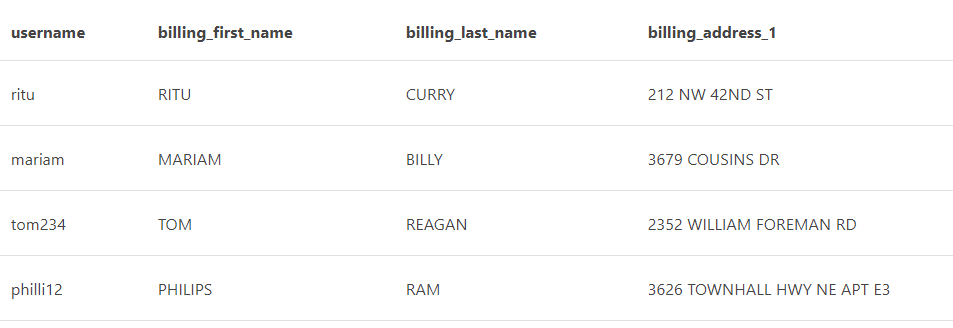 username billing_first_name billing_last_name billing_address_1
ritu RITU CURRY 212 NW 42ND ST
mariam MARIAM BILLY 3679 COUSINS DR
tom234 TOM REAGAN 2352 WILLIAM FOREMAN RD
philli12 PHILIPS RAM 3626 TOWNHALL HWY NE APT E3